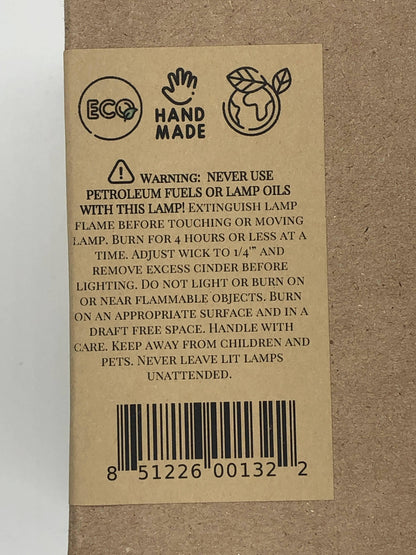 ECO
HAND
MADE
WARNING: NEVER USE
PETROLEUM FUELS OR LAMP OILS
WITH THIS LAMP! EXTINGUISH LAMP
FLAME BEFORE TOUCHING OR MOVING
LAMP. BURN FOR 4 HOURS OR LESS AT A
TIME. ADJUST WICK TO 1/4'" AND
REMOVE EXCESS CINDER BEFORE
LIGHTING. DO NOT LIGHT OR BURN ON
OR NEAR FLAMMABLE OBJECTS. BURN
ON AN APPROPRIATE SURFACE AND IN A
DRAFT FREE SPACE. HANDLE WITH
CARE. KEEP AWAY FROM CHILDREN AND
PETS. NEVER LEAVE LIT LAMPS
UNATTENDED.
8 51226 00132 2